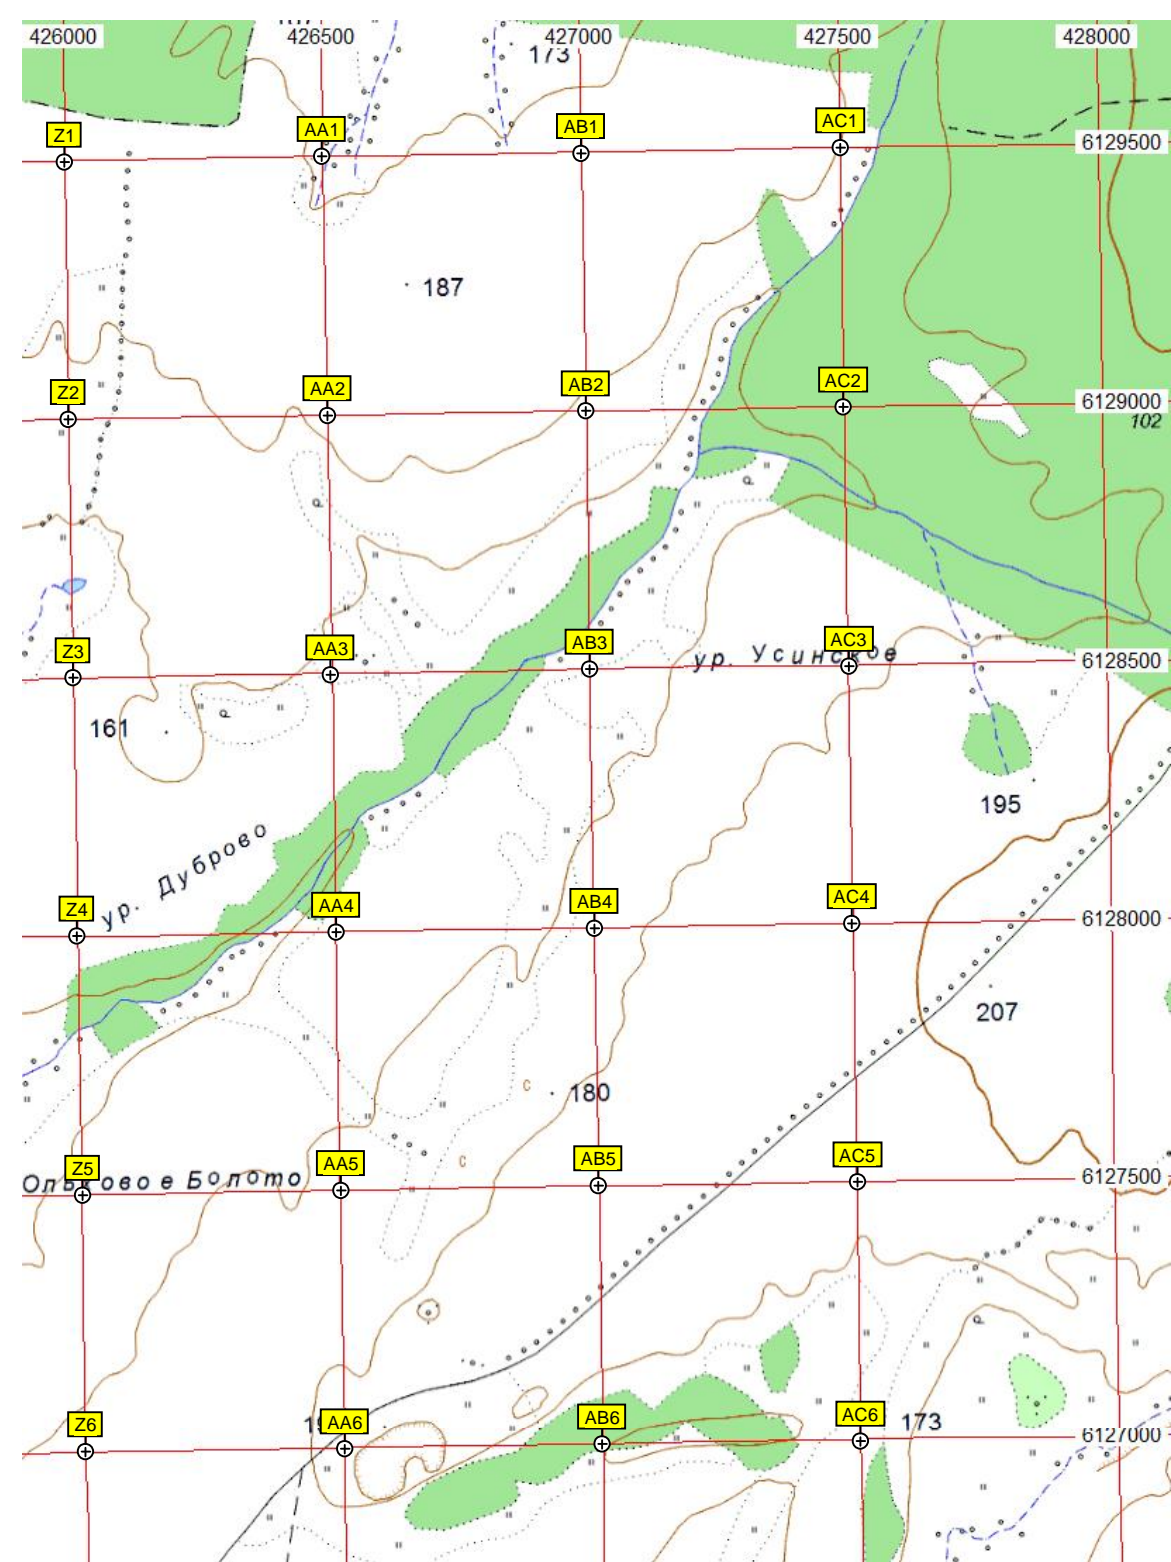 426000 426500 427000 427500 428000
173
Z1 AA1 AB1 AC1 6129500
187
Z2 AA2 AB2 AC2 6129000
102
Z3 AA3 AB3 ур. Усинское AC3 6128500
161
195
ур. Дуброво
Z4 AA4 AB4 AC4 6128000
207
С 180
С
Z5 AA5 AB5 AC5 6127500
Ольховое Болото
Z6 AA6 AB6 AC6 173 6127000